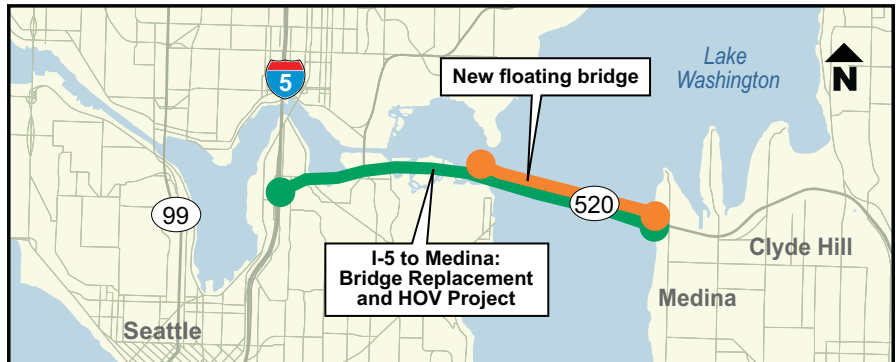 Lake
Washington
N
5
New floating bridge
99
520
I-5 to Medina:
Bridge Replacement
and HOV Project
Clyde Hill
Medina
Seattle